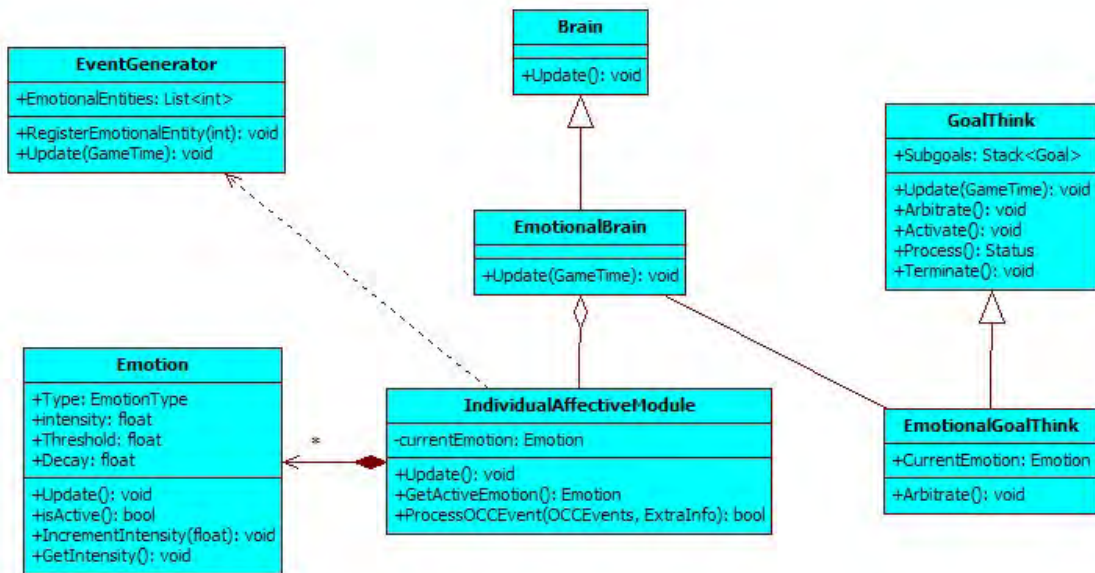 Brain
+Update(): void
EventGenerator
+EmotionalEntities: List<int>
+RegisterEmotionalEntity(int): void
+Update(GameTime): void
GoalThink
+Subgoals: Stack<Goal>
+Update(GameTime): void
+Arbitrate(): void
+Activate(): void
+Process(): Status
+Terminate(): void
EmotionalBrain
+Update(GameTime): void
Emotion
+Type: EmotionType
+intensity: float
+Threshold: float
+Decay: float
+Update(): void
+isActive(): bool
+IncrementIntensity(float): void
+GetIntensity(): void
*
IndividualAffectiveModule
-currentEmotion: Emotion
+Update(): void
+GetActiveEmotion(): Emotion
+ProcessOCCEvent(OCCEvents, ExtraInfo): bool
EmotionalGoalThink
+CurrentEmotion: Emotion
+Arbitrate(): void